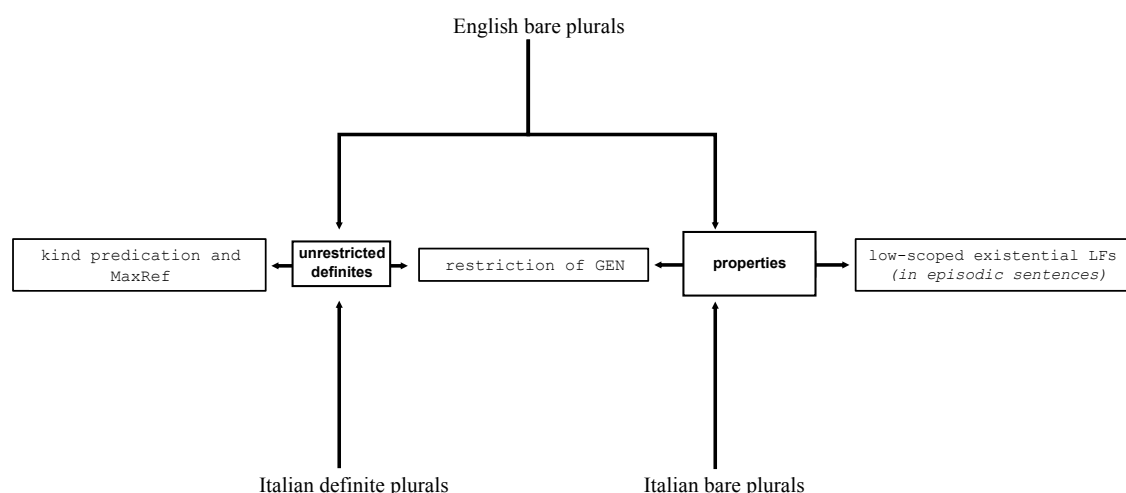 English bare plurals
kind predication and
MaxRef
unrestricted
definites
restriction of GEN
properties
low-scoped existential LFs
(in episodic sentences)
Italian definite plurals
Italian bare plurals